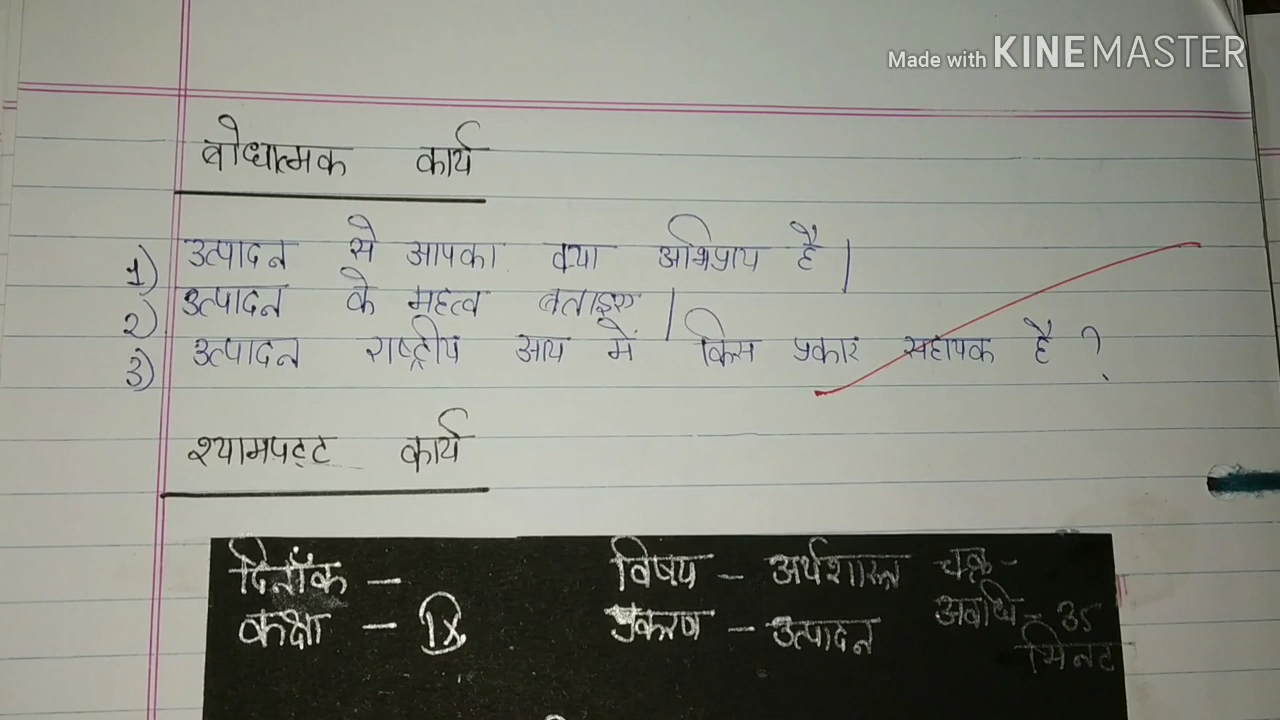 Made with KINEMASTER
बोधात्मक कार्य
1) उत्पादन से आपका क्या अभिप्राय है |
2) उत्पादन के महत्व बताइए |
3) उत्पादन राष्ट्रीय आय में किस प्रकार सहायक है ?
श्यामपट्ट कार्य
दिनाँक – विषय – अर्थशास्त्र चक्र-
कक्षा – IX प्रकरण – उत्पादन अवधि - 35
मिनट